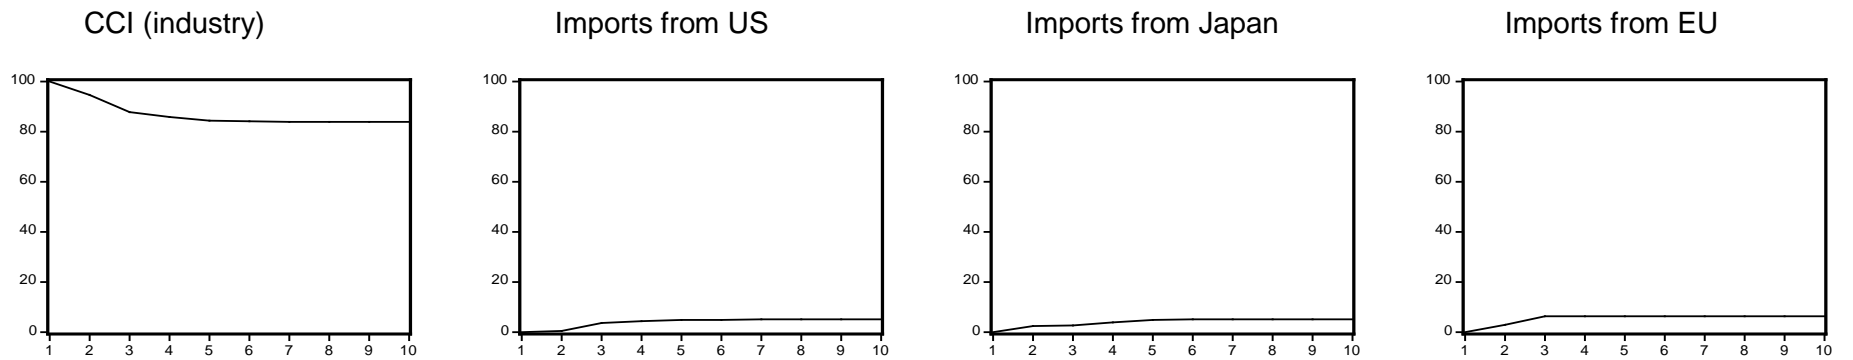 CCI (industry) Imports from US Imports from Japan Imports from EU
100 100 100 100
80 80 80 80
60 60 60 60
40 40 40 40
20 20 20 20
0 0 0 0
1 2 3 4 5 6 7 8 9 10 1 2 3 4 5 6 7 8 9 10 1 2 3 4 5 6 7 8 9 10 1 2 3 4 5 6 7 8 9 10